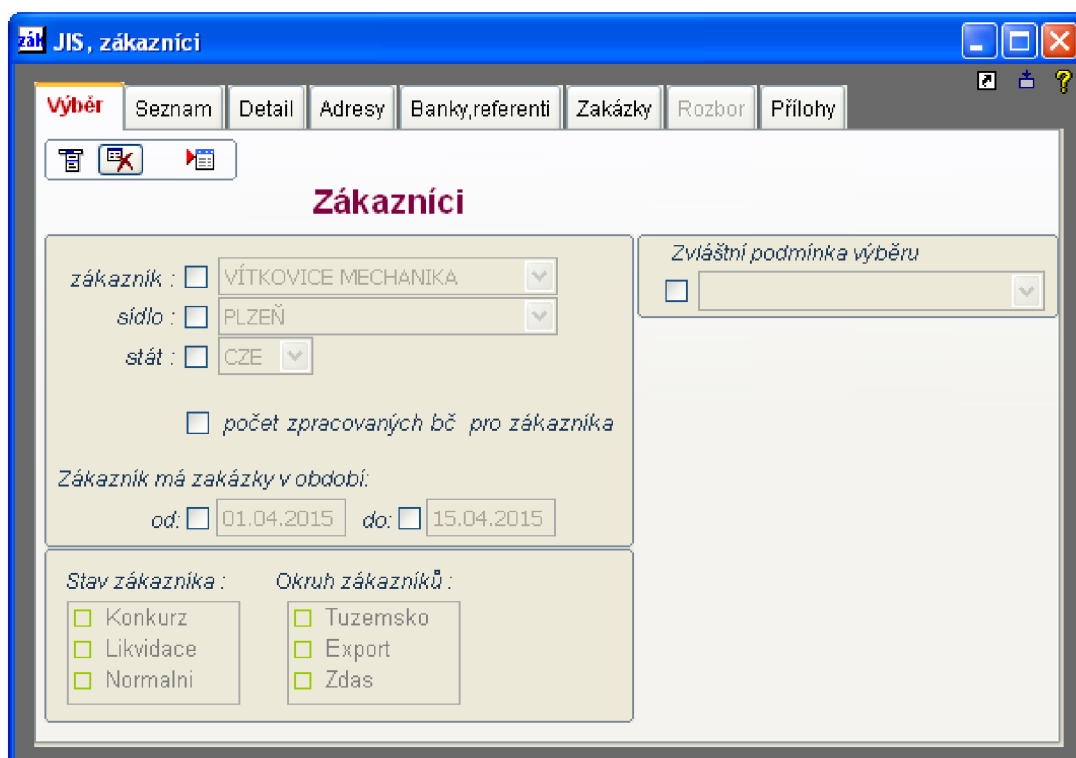 zák JIS, zákazníci
Výběr Seznam Detail Adresy Banky,referenti Zakázky Rozbor Přílohy
Zákazníci
zákazník : VÍTKOVICE MECHANIKA
sídlo : PLZEŇ
stát : CZE
počet zpracovaných bč pro zákazníka
Zákazník má zakázky v období:
od: 01.04.2015 do: 15.04.2015
Zvláštní podmínka výběru
Stav zákazníka :
Konkurz
Likvidace
Normalni
Okruh zákazníků :
Tuzemsko
Export
Zdas